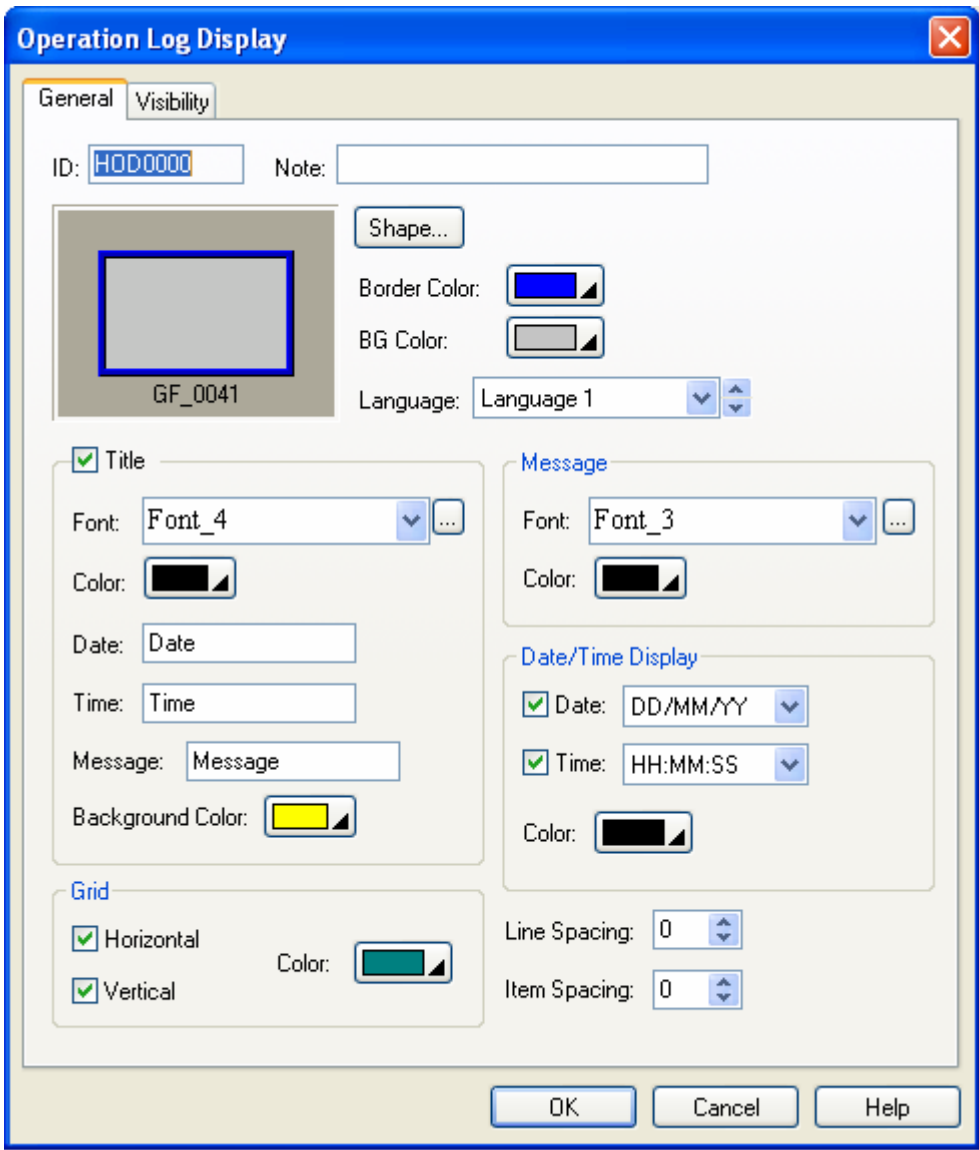 Operation Log Display
General Visibility
ID: HOD0000 Note:
Shape...
Border Color:
BG Color:
GF_0041
Language: Language 1
Title
Font: Font_4 ...
Color:
Date: Date
Time: Time
Message: Message
Background Color:
Message
Font: Font_3 ...
Color:
Date/Time Display
Date: DD/MM/YY
Time: HH:MM:SS
Color:
Grid
Horizontal
Vertical
Color:
Line Spacing: 0
Item Spacing: 0
OK Cancel Help